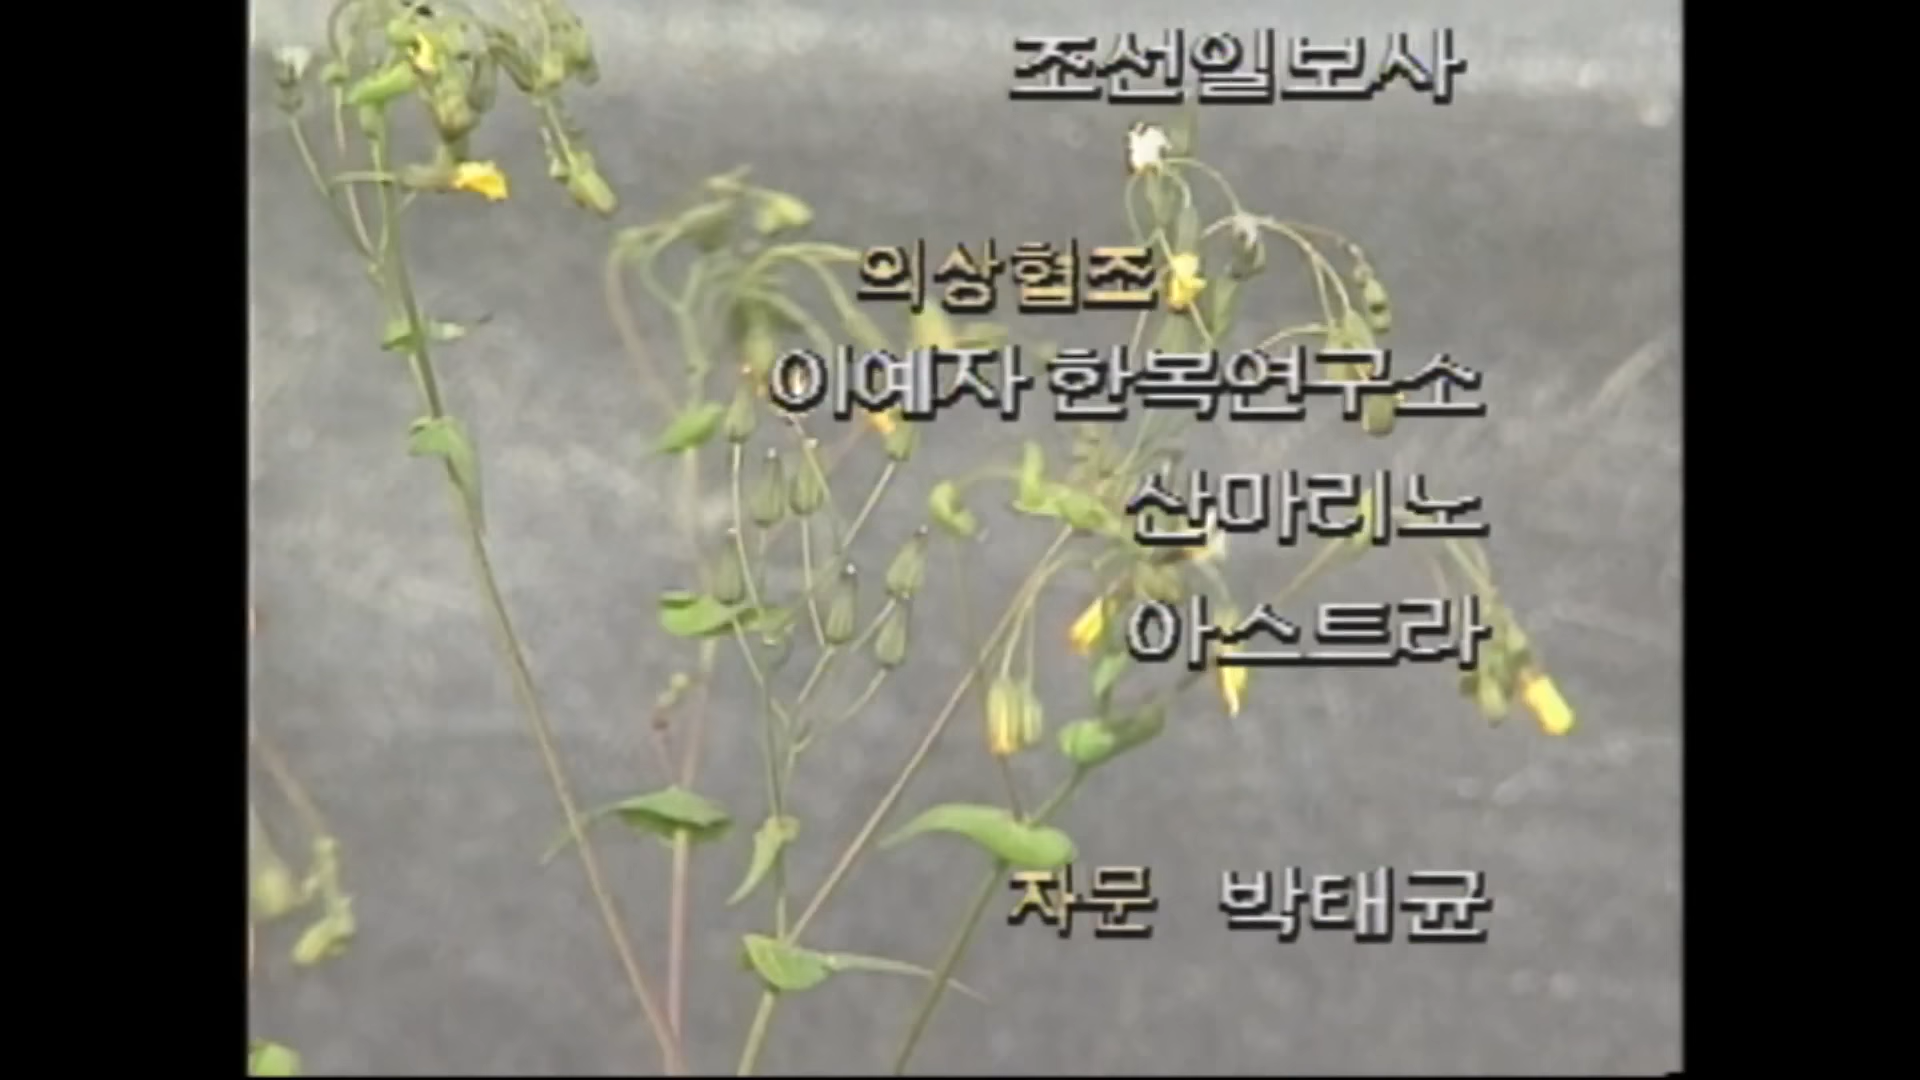 조선일보사
의상협조
이예자 한복연구소
산마리노
아스트라
자문 박태균